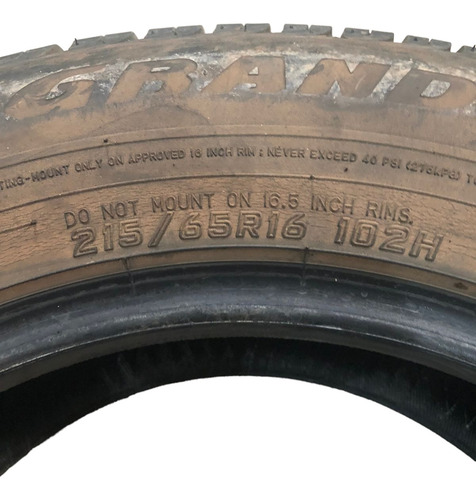 GRAND
TING-MOUNT ONLY ON APPROVED 16 INCH RIM : NEVER EXCEED 40 PSI (275kPa)
DO NOT MOUNT ON 16.5 INCH RIMS.
215/65R16 102H